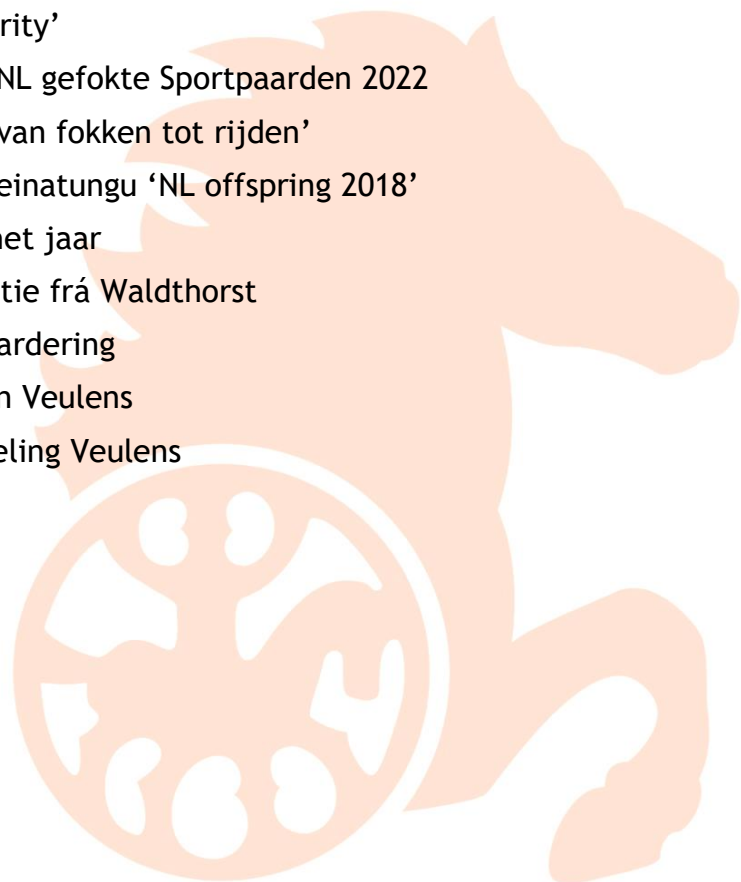 rity’
NL gefokte Sportpaarden 2022
van fokken tot rijden’
einatungu ‘NL offspring 2018’
het jaar
tie frá Waldthorst
ardering
n Veulens
eling Veulens